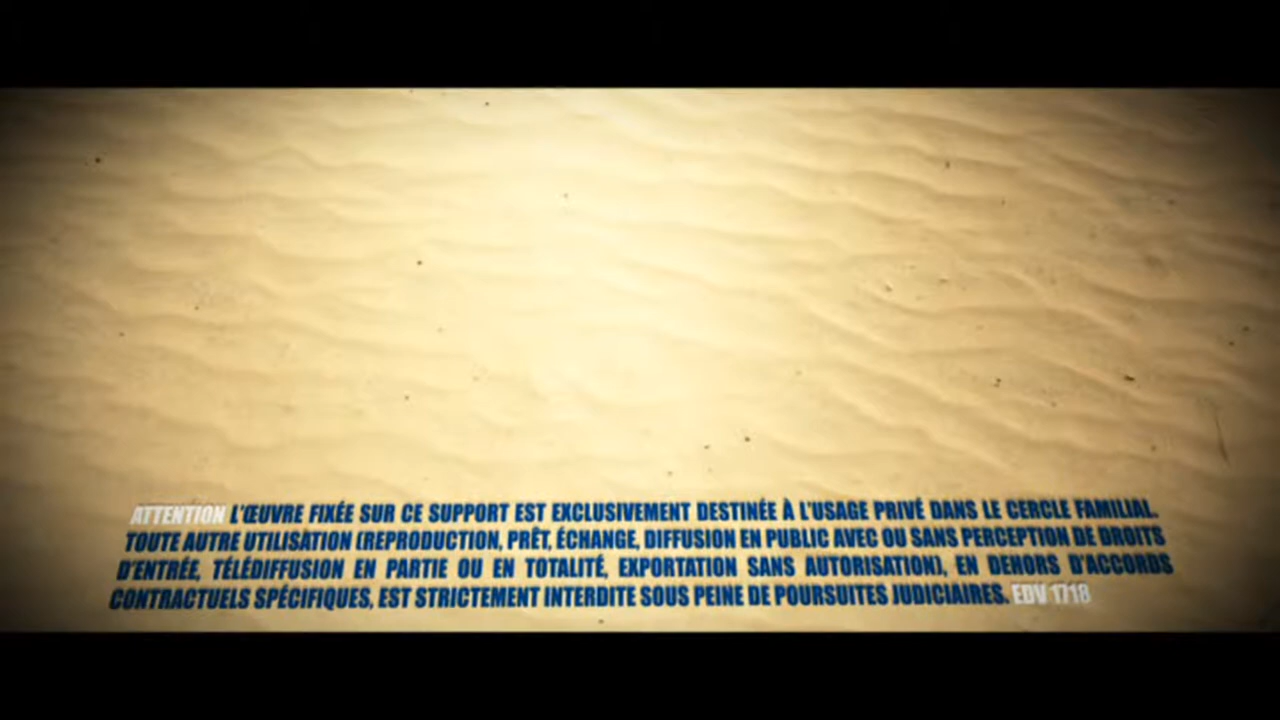 ATTENTION L'ŒUVRE FIXÉE SUR CE SUPPORT EST EXCLUSIVEMENT DESTINÉE À L'USAGE PRIVÉ DANS LE CERCLE FAMILIAL.
TOUTE AUTRE UTILISATION (REPRODUCTION, PRÊT, ÉCHANGE, DIFFUSION EN PUBLIC AVEC OU SANS PERCEPTION DE DROITS
D'ENTRÉE, TÉLÉDIFFUSION EN PARTIE OU EN TOTALITÉ, EXPORTATION SANS AUTORISATION), EN DEHORS D'ACCORDS
CONTRACTUELS SPÉCIFIQUES, EST STRICTEMENT INTERDITE SOUS PEINE DE POURSUITES JUDICIAIRES. EDV 1718